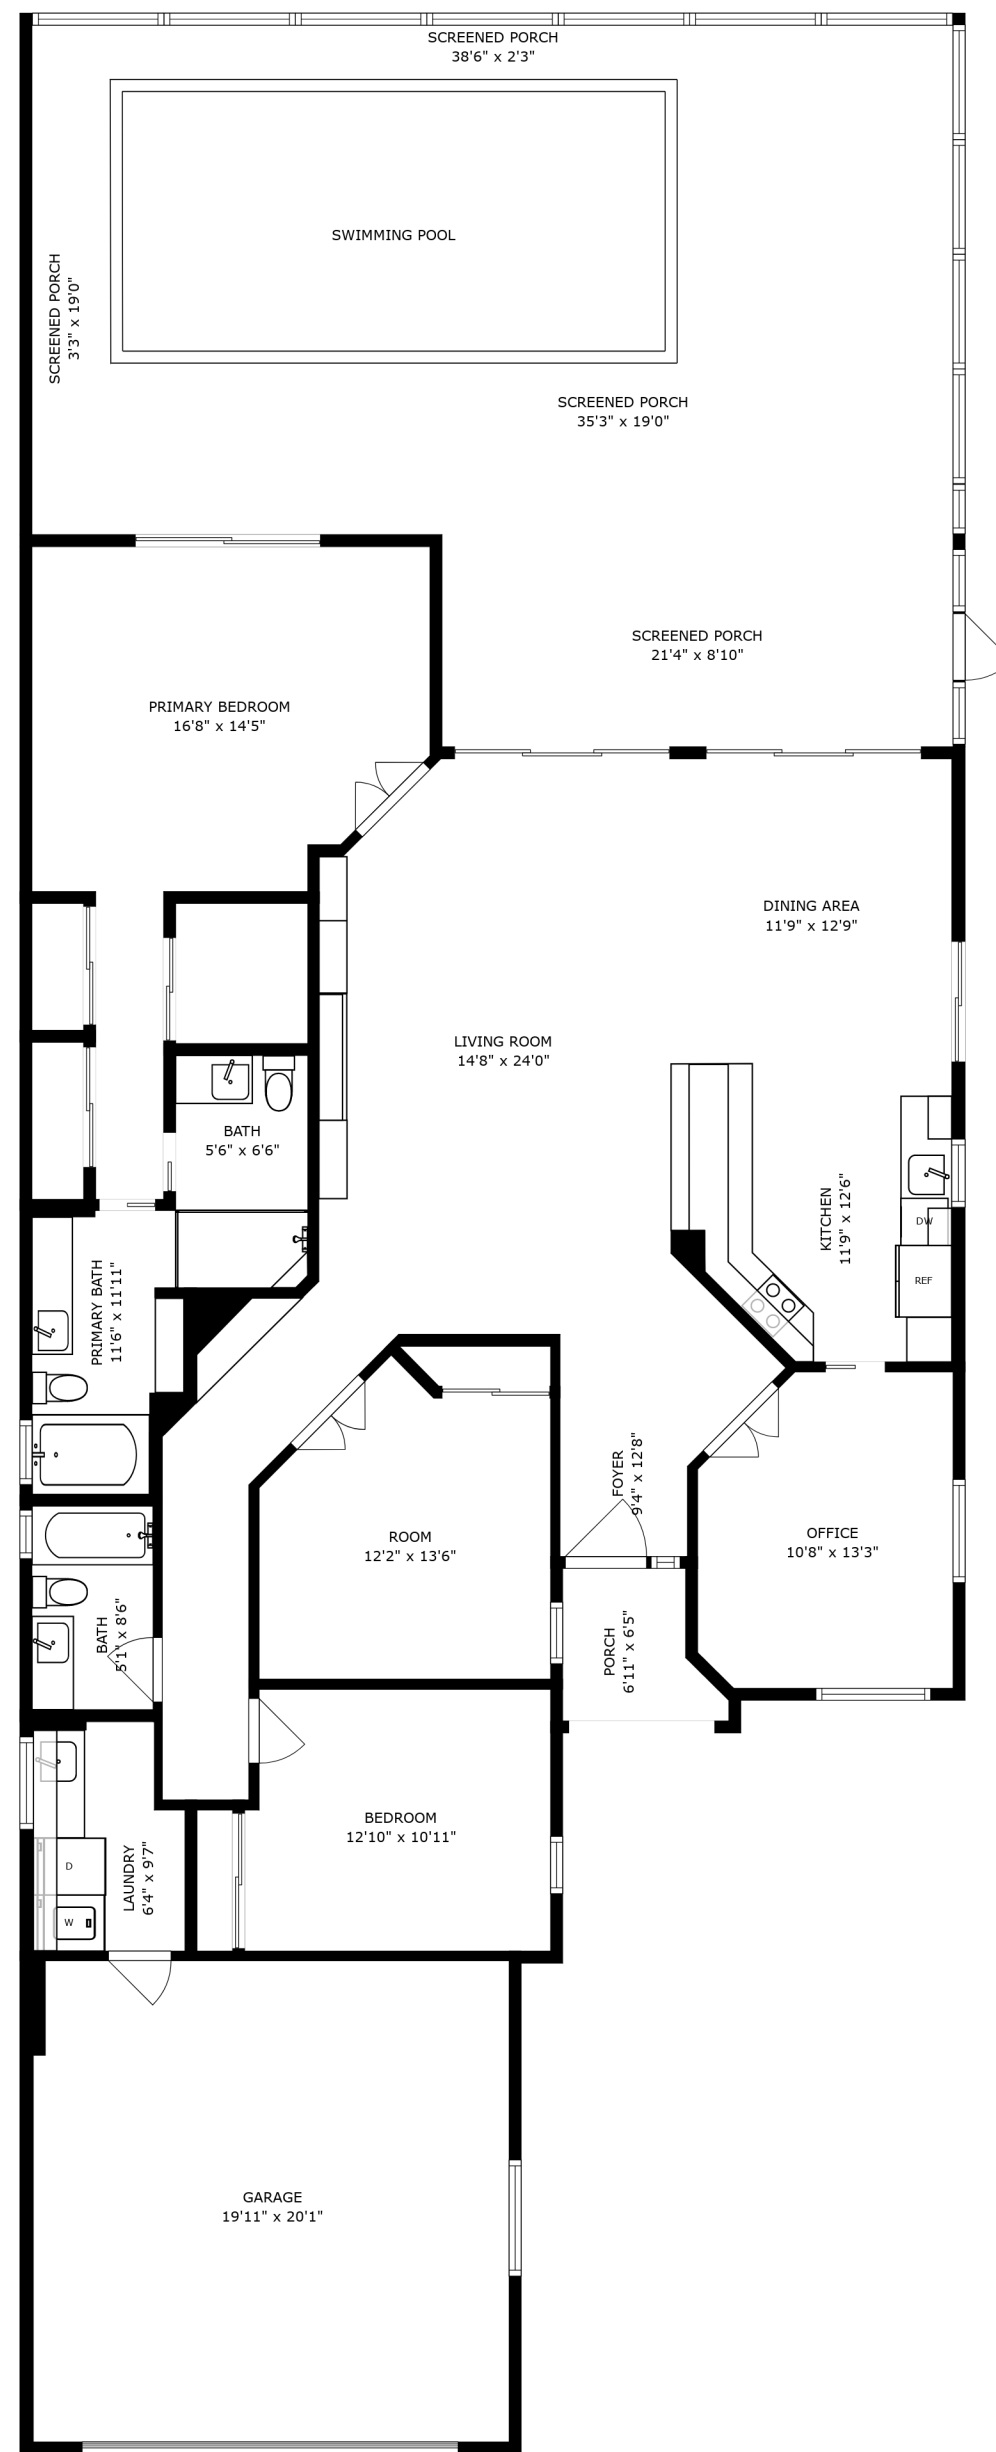 SCREENED PORCH
38'6" x 2'3"
SWIMMING POOL
SCREENED PORCH
3'3" x 19'0"
SCREENED PORCH
35'3" x 19'0"
SCREENED PORCH
21'4" x 8'10"
PRIMARY BEDROOM
16'8" x 14'5"
DINING AREA
11'9" x 12'9"
LIVING ROOM
14'8" x 24'0"
BATH
5'6" x 6'6"
KITCHEN
11'9" x 12'6"
DW
REF
PRIMARY BATH
11'6" x 11'11"
FOYER
9'4" x 12'8"
ROOM
12'2" x 13'6"
OFFICE
10'8" x 13'3"
BATH
5'1" x 8'6"
PORCH
6'11" x 6'5"
BEDROOM
12'10" x 10'11"
LAUNDRY
6'4" x 9'7"
D
W
GARAGE
19'11" x 20'1"